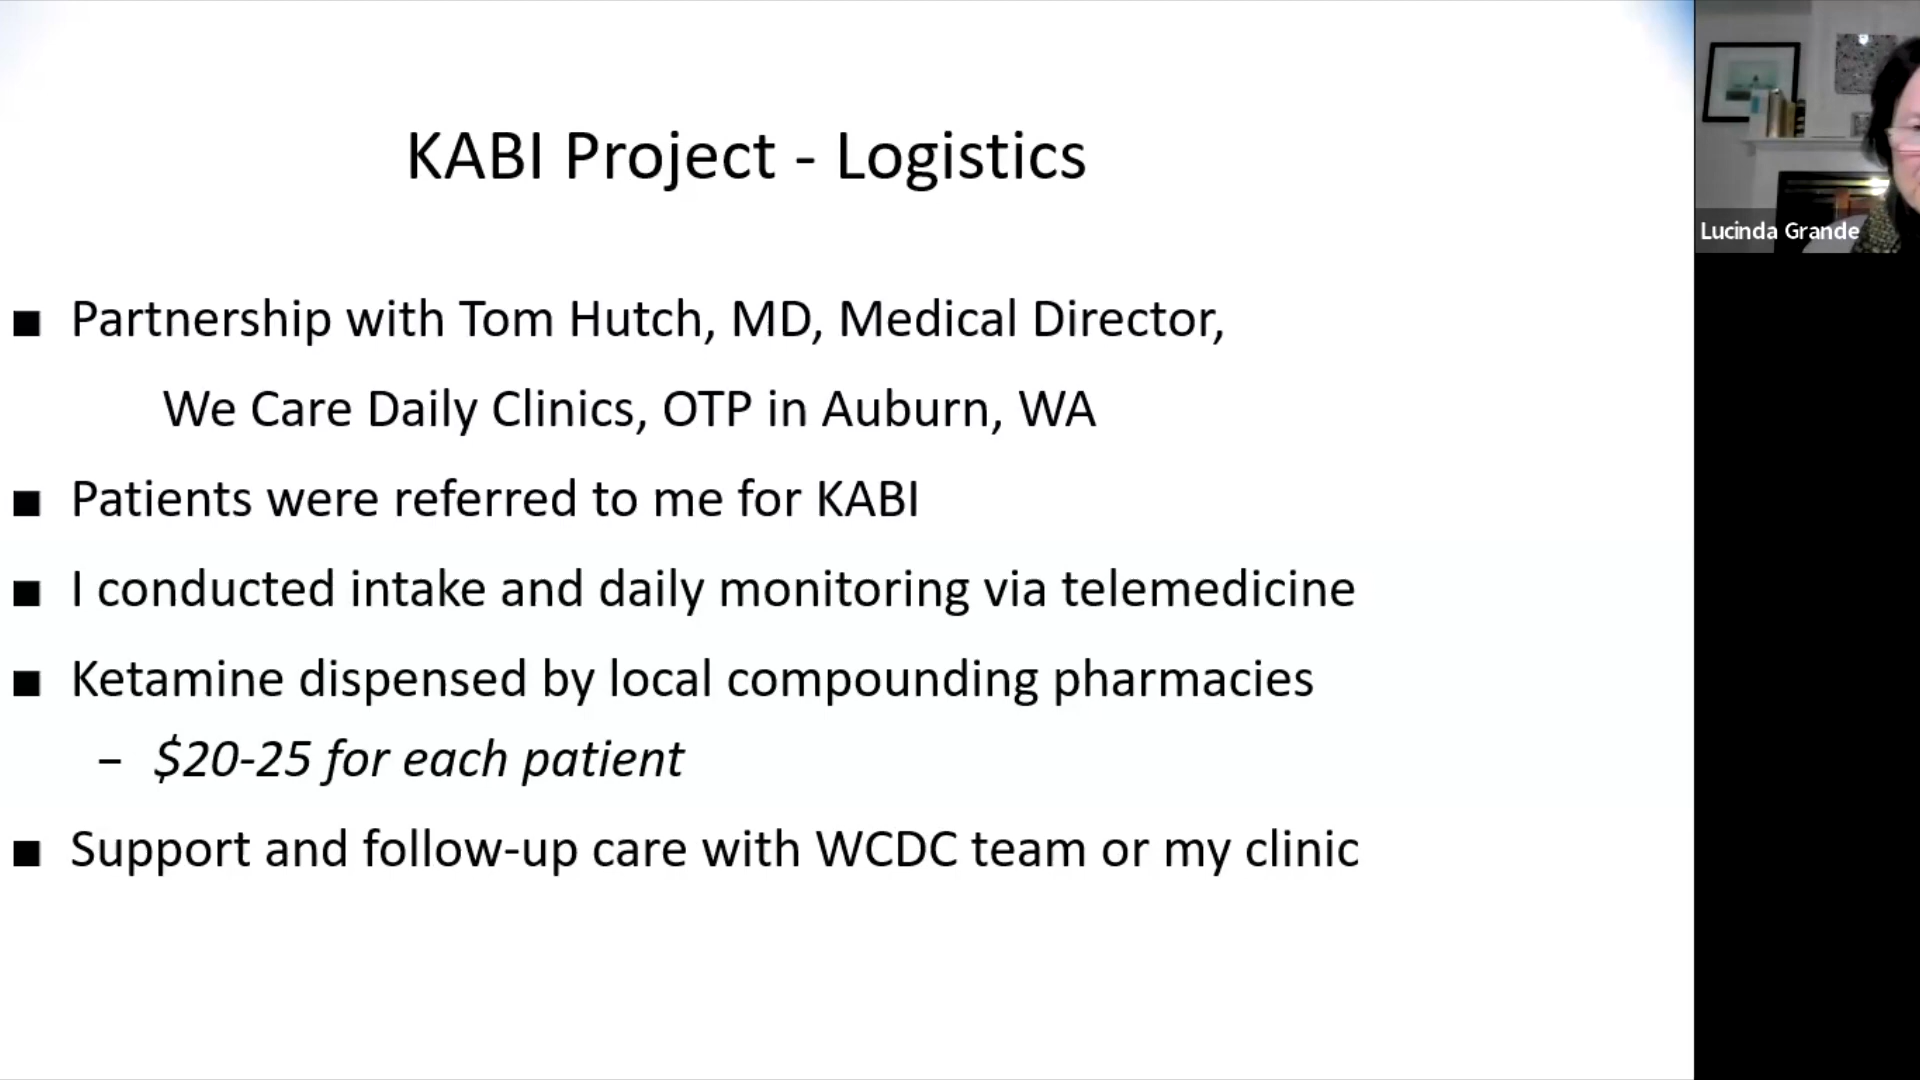 KABI Project - Logistics
Lucinda Grande
■ Partnership with Tom Hutch, MD, Medical Director,
We Care Daily Clinics, OTP in Auburn, WA
■ Patients were referred to me for KABI
■ I conducted intake and daily monitoring via telemedicine
■ Ketamine dispensed by local compounding pharmacies
– $20-25 for each patient
■ Support and follow-up care with WCDC team or my clinic